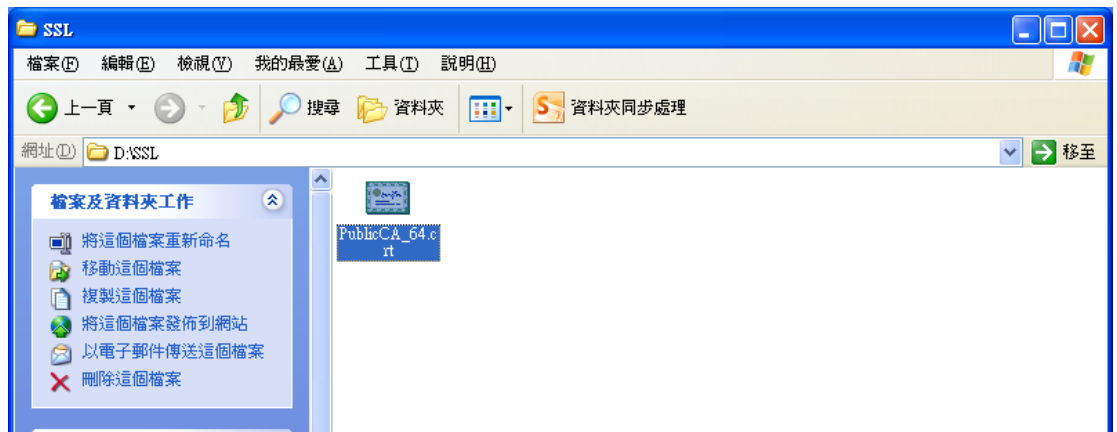 SSL
檔案(F) 編輯(E) 檢視(V) 我的最愛(A) 工具(T) 說明(H)
上一頁 搜尋 資料夾 資料夾同步處理
網址(D) D:\SSL 移至
檔案及資料夾工作
將這個檔案重新命名
移動這個檔案
複製這個檔案
將這個檔案發佈到網站
以電子郵件傳送這個檔案
刪除這個檔案
PublicCA_64.c
rt